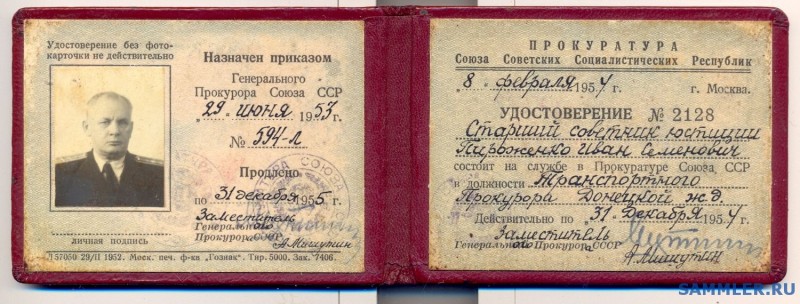 Удостоверение без фото-
карточки не действительно
личная подпись
Л57050 29/II 1952. Моск. печ. ф-ка „Гознак". Тир. 5000. Зак. 7406.
Назначен приказом
Генерального
Прокурора Союза ССР
„29" июня 1953г.
№ 594-л
Продлено
по 31 декабря 1955 г.
Заместитель
Генерального
Прокурора СССР
А.Мишутин
ПРОКУРАТУРА
Союза Советских Социалистических Республик
„8" февраля 1954 г. г. Москва.
УДОСТОВЕРЕНИЕ № 2128
Старший советник юстиции
Иван Семенович
состоит на службе в Прокуратуре Союза ССР
в должности Транспортного
Прокурора Донецкой ж.д.
Действительно по „31" декабря 1954 г.
Заместитель
Генерального Прокурора СССР
А.Мишутин
SAMMLER.RU